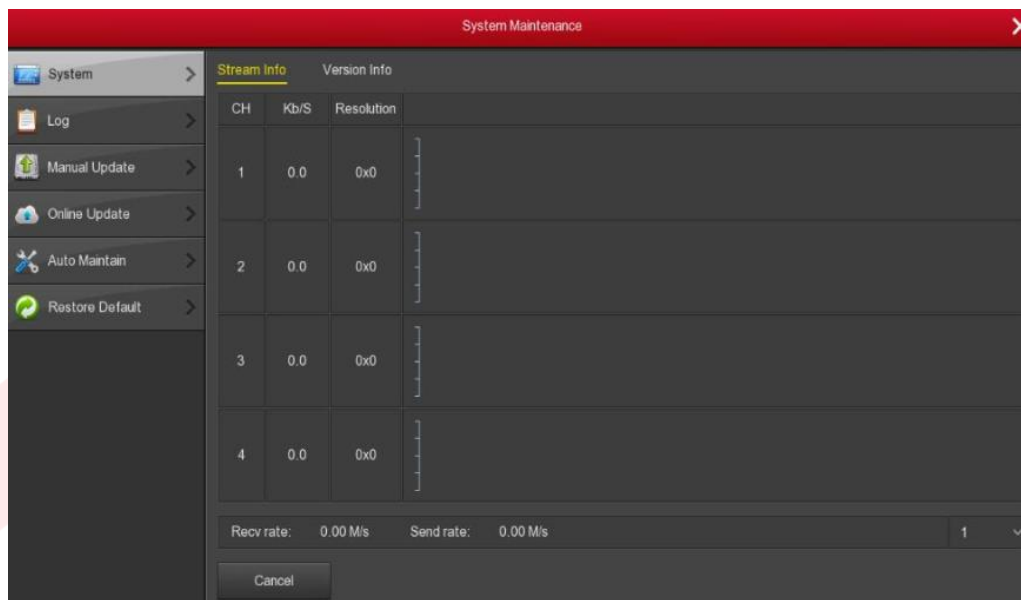 System Maintenance
System
Log
Manual Update
Online Update
Auto Maintain
Restore Default
Stream Info Version Info
CH Kb/S Resolution
1 0.0 0x0
2 0.0 0x0
3 0.0 0x0
4 0.0 0x0
Recv rate: 0.00 M/s Send rate: 0.00 M/s 1
Cancel